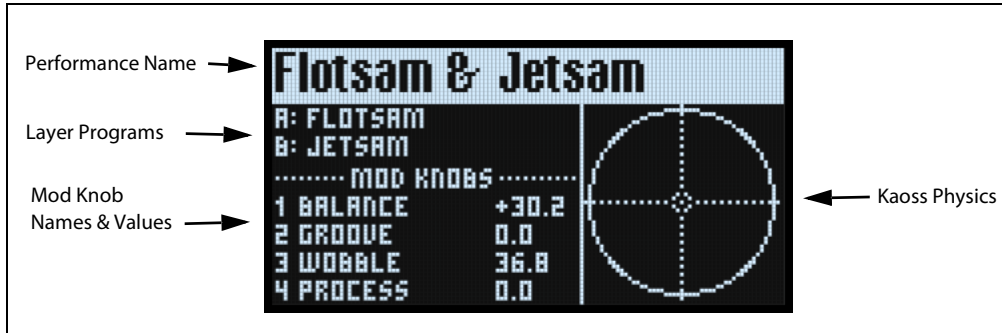 Performance Name
Flotsam & Jetsam
Layer Programs
A: FLOTSAM
B: JETSAM
MOD KNOBS
Mod Knob
Names & Values
1 BALANCE +30.2
2 GROOVE 0.0
3 WOBBLE 36.8
4 PROCESS 0.0
Kaoss Physics